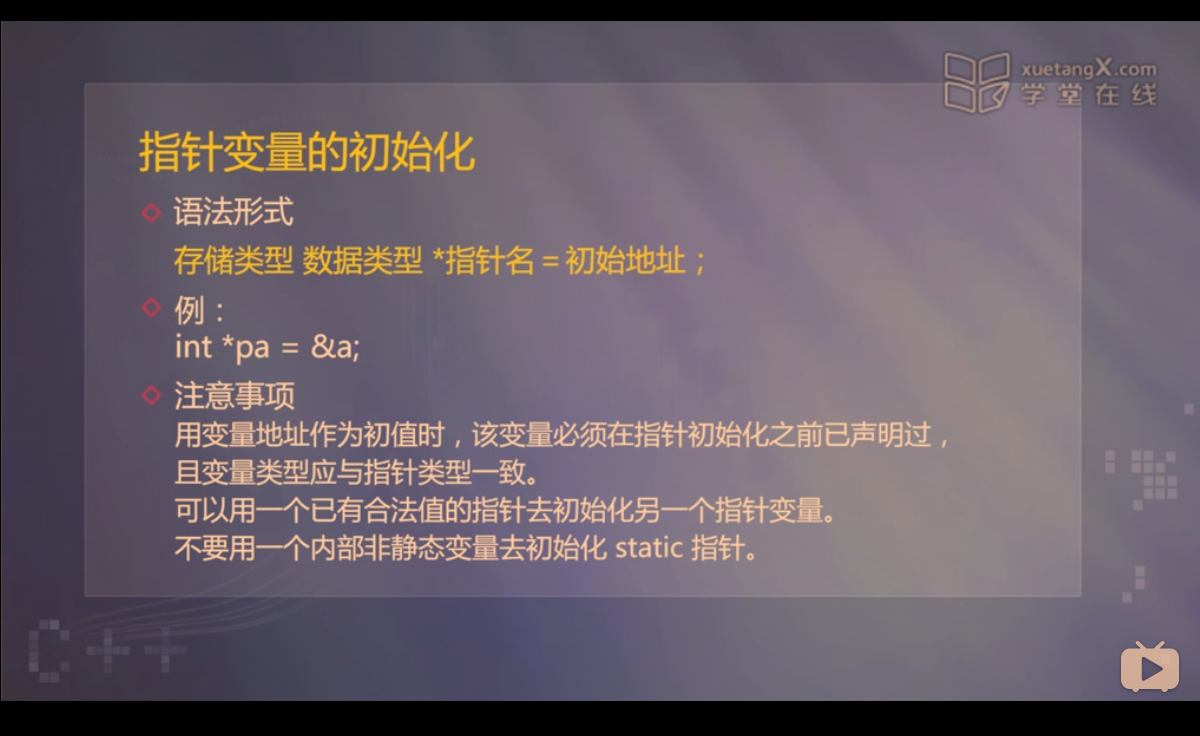 xuetangX.com
学堂在线
指针变量的初始化
语法形式
存储类型 数据类型 *指针名 = 初始地址；
例：
int *pa = &a;
注意事项
用变量地址作为初值时，该变量必须在指针初始化之前已声明过，
且变量类型应与指针类型一致。
可以用一个已有合法值的指针去初始化另一个指针变量。
不要用一个内部非静态变量去初始化 static 指针。
C++